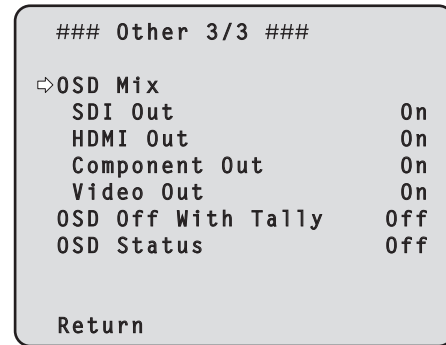 ### Other 3/3 ###
⇨OSD Mix
SDI Out On
HDMI Out On
Component Out On
Video Out On
OSD Off With Tally Off
OSD Status Off
Return